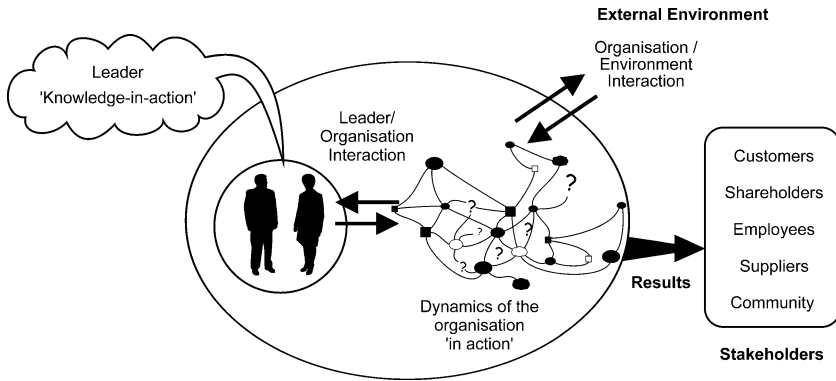 External Environment
Organisation /
Environment
Interaction
Leader
'Knowledge-in-action'
Leader/
Organisation
Interaction
?
?
?
?
?
?
Dynamics of the
organisation
'in action'
Results
Customers
Shareholders
Employees
Suppliers
Community
Stakeholders